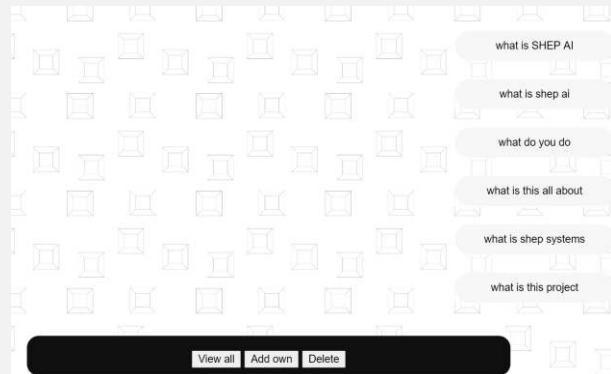 what is SHEP AI
what is shep ai
what do you do
what is this all about
what is shep systems
what is this project
View all Add own Delete